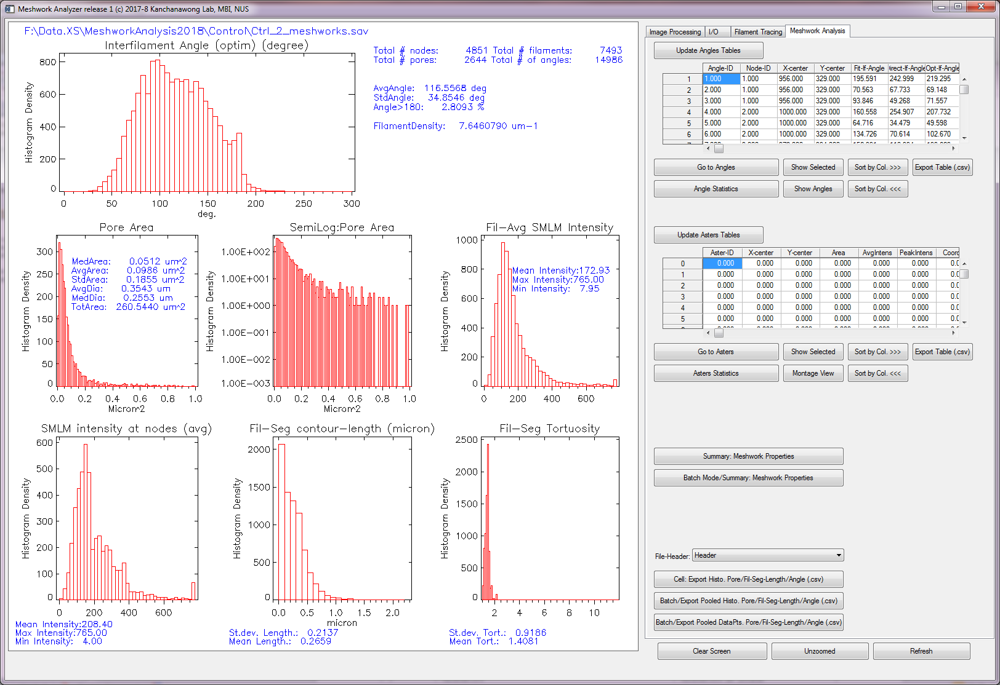 Meshwork Analyzer release 1 (c) 2017-8 Kanchanawong Lab, MBI, NUS
F:\Data.XS\MeshworkAnalysis2018\Control\Ctrl_2_meshworks.sav
Interfilament Angle (optim) (degree)
Histogram Density
800
600
400
200
0
0 50 100 150 200 250 300
deg.
Total # nodes: 4851 Total # filaments: 7493
Total # pores: 2644 Total # of angles: 14986
AvgAngle: 116.5568 deg
StdAngle: 34.8546 deg
Angle>180: 2.8093 %
FilamentDensity: 7.6460790 um-1
Pore Area
Histogram Density
300
250
200
150
100
50
0
0.0 0.2 0.4 0.6 0.8 1.0
Micron^2
MedArea: 0.0512 um^2
AvgArea: 0.0986 um^2
StdArea: 0.1855 um^2
AvgDia: 0.3543 um
MedDia: 0.2553 um
TotArea: 260.5440 um^2
SemiLog:Pore Area
Histogram Density
1.00E+002
1.00E+001
1.00E+000
1.00E-001
1.00E-002
1.00E-003
0.0 0.2 0.4 0.6 0.8 1.0
Micron^2
Fil-Avg SMLM Intensity
Histogram Density
1000
800
600
400
200
0
0 200 400 600
Mean Intensity:172.93
Max Intensity:765.00
Min Intensity: 7.95
SMLM intensity at nodes (avg)
Histogram Density
600
500
400
300
200
100
0
0 200 400 600
Mean Intensity:208.40
Max Intensity:765.00
Min Intensity: 4.00
Fil-Seg contour-length (micron)
Histogram Density
2000
1500
1000
500
0
0.0 0.5 1.0 1.5 2.0
micron
St.dev. Length.: 0.2137
Mean Length.: 0.2659
Fil-Seg Tortuosity
Histogram Density
2500
2000
1500
1000
500
0
2 4 6 8 10
St.dev. Tort.: 0.9186
Mean Tort.: 1.4081
Image Processing I/O Filament Tracing Meshwork Analysis
Update Angles Tables
Angle-ID Node-ID X-center Y-center Fit-If-Angle irect-If-Angle Opt-If-Angle
1 1.000 1.000 956.000 329.000 195.591 242.999 219.295
2 2.000 1.000 956.000 329.000 70.563 67.733 69.148
3 3.000 1.000 956.000 329.000 93.846 49.268 71.557
4 4.000 2.000 1000.000 329.000 160.558 254.907 207.732
5 5.000 2.000 1000.000 329.000 64.716 34.479 49.598
6 6.000 2.000 1000.000 329.000 134.726 70.614 102.670
Go to Angles Show Selected Sort by Col. >>> Export Table (.csv)
Angle Statistics Show Angles Sort by Col. <<<
Update Asters Tables
Aster-ID X-center Y-center Area AvgIntens PeakIntens Coord
0 0.000 0.000 0.000 0.000 0.000 0.000 0.0
1 0.000 0.000 0.000 0.000 0.000 0.000 0.0
2 0.000 0.000 0.000 0.000 0.000 0.000 0.0
3 0.000 0.000 0.000 0.000 0.000 0.000 0.0
4 0.000 0.000 0.000 0.000 0.000 0.000 0.0
5 0.000 0.000 0.000 0.000 0.000 0.000 0.0
Go to Asters Show Selected Sort by Col. >>> Export Table (.csv)
Asters Statistics Montage View Sort by Col. <<<
Summary: Meshwork Properties
Batch Mode/Summary: Meshwork Properties
File-Header: Header
Cell: Export Histo. Pore/Fil-Seg-Length/Angle (.csv)
Batch/Export Pooled Histo. Pore/Fil-Seg-Length/Angle (.csv)
Batch/Export Pooled DataPts. Pore/Fil-Seg-Length/Angle (.csv)
Clear Screen Unzoomed Refresh